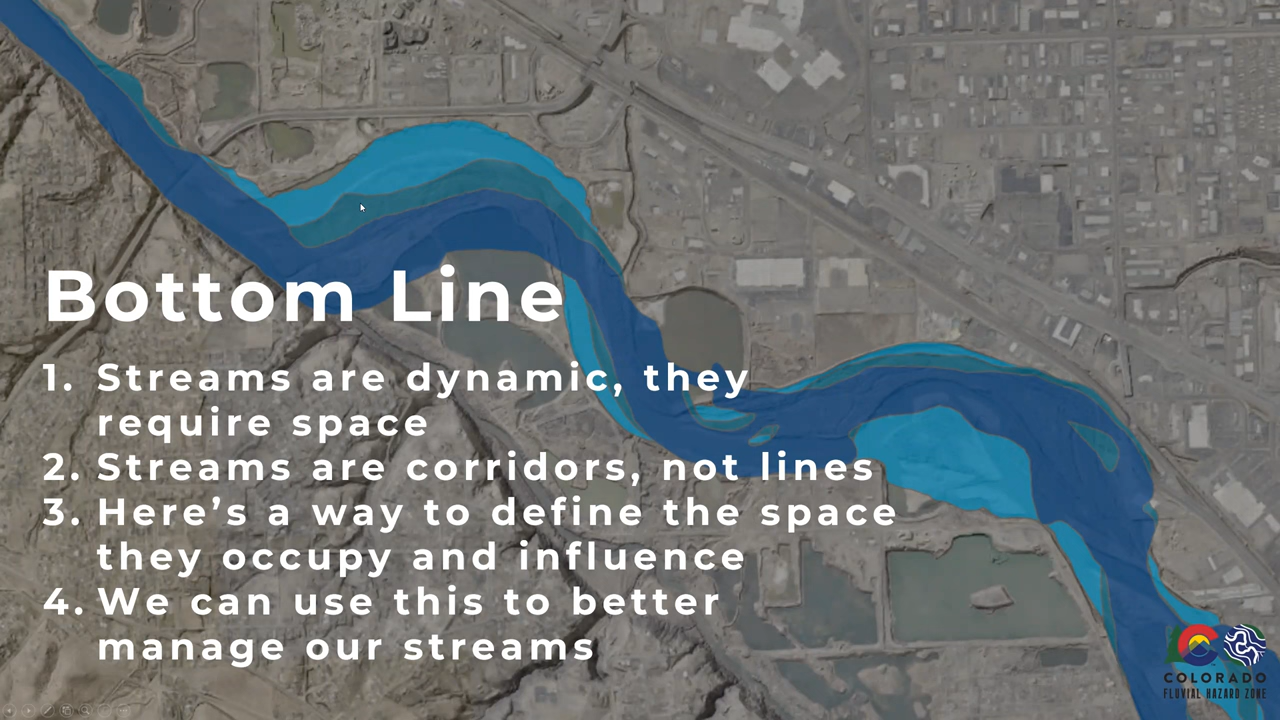 Bottom Line
1. Streams are dynamic, they
require space
2. Streams are corridors, not lines
3. Here’s a way to define the space
they occupy and influence
4. We can use this to better
manage our streams
COLORADO
FLUVIAL HAZARD ZONE